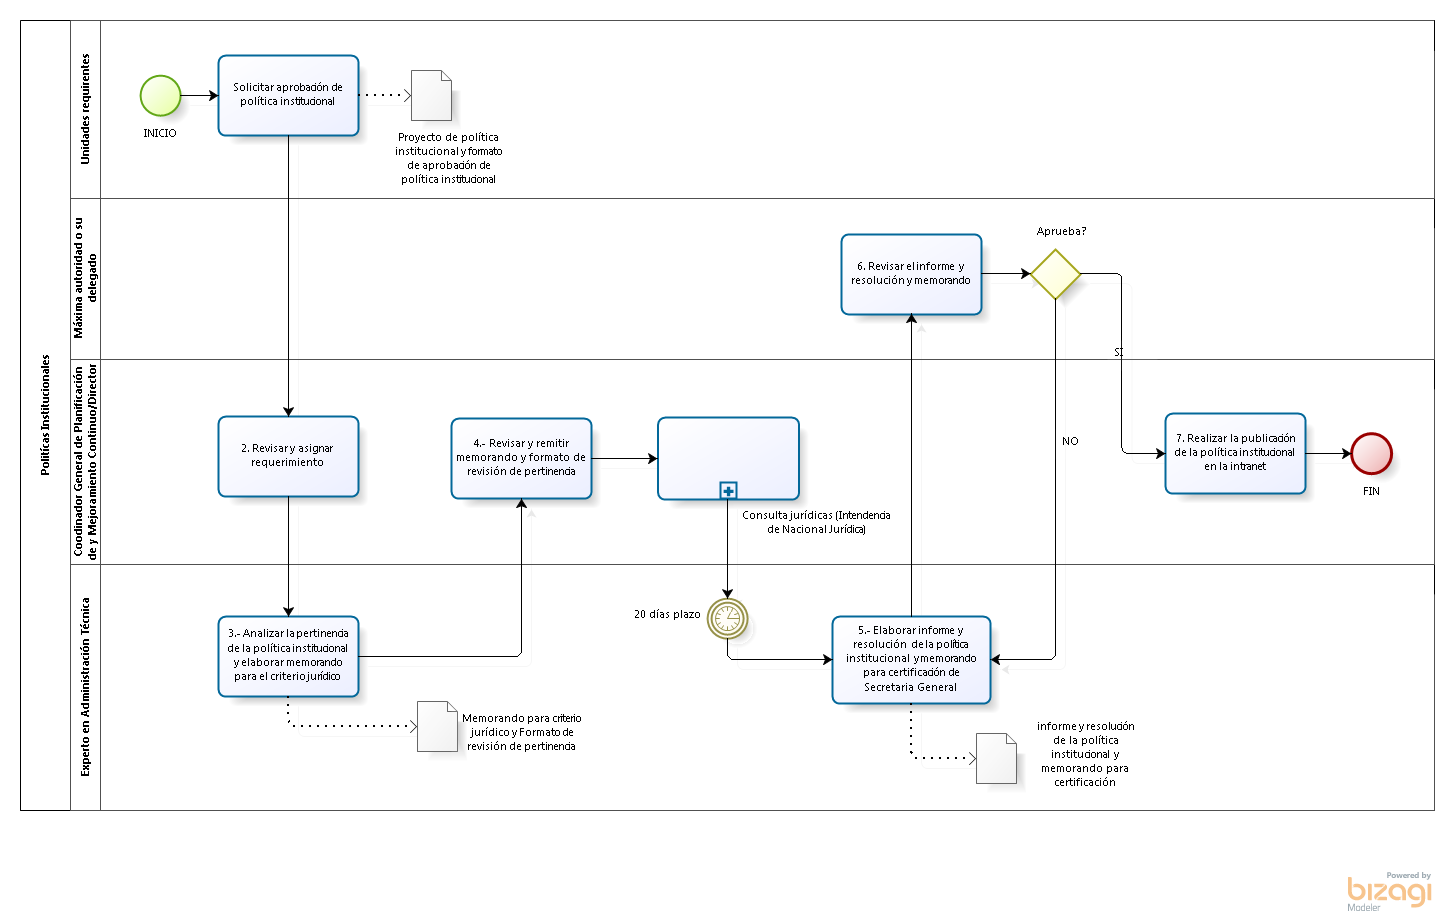 Políticas Institucionales
Unidades requirentes
INICIO
Solicitar aprobación de
política institucional
Proyecto de política
institucional y formato
de aprobación de
política institucional
Máxima autoridad o su
delegado
6. Revisar el informe y
resolución y memorando
Aprueba?
SI
NO
Coodinador General de Planificación
de y Mejoramiento Continuo/Director
2. Revisar y asignar
requerimiento
4.- Revisar y remitir
memorando y formato de
revisión de pertinencia
Consulta jurídicas (Intendencia
de Nacional Jurídica)
7. Realizar la publicación
de la política institucional
en la intranet
FIN
Experto en Administración Técnica
3.- Analizar la pertinencia
de la política institucional
y elaborar memorando
para el criterio jurídico
Memorando para criterio
jurídico y Formato de
revisión de pertinencia
20 días plazo
5.- Elaborar informe y
resolución de la política
institucional y memorando
para certificación de
Secretaria General
informe y resolución
de la política
institucional y
memorando para
certificación
Powered by
bizagi
Modeler